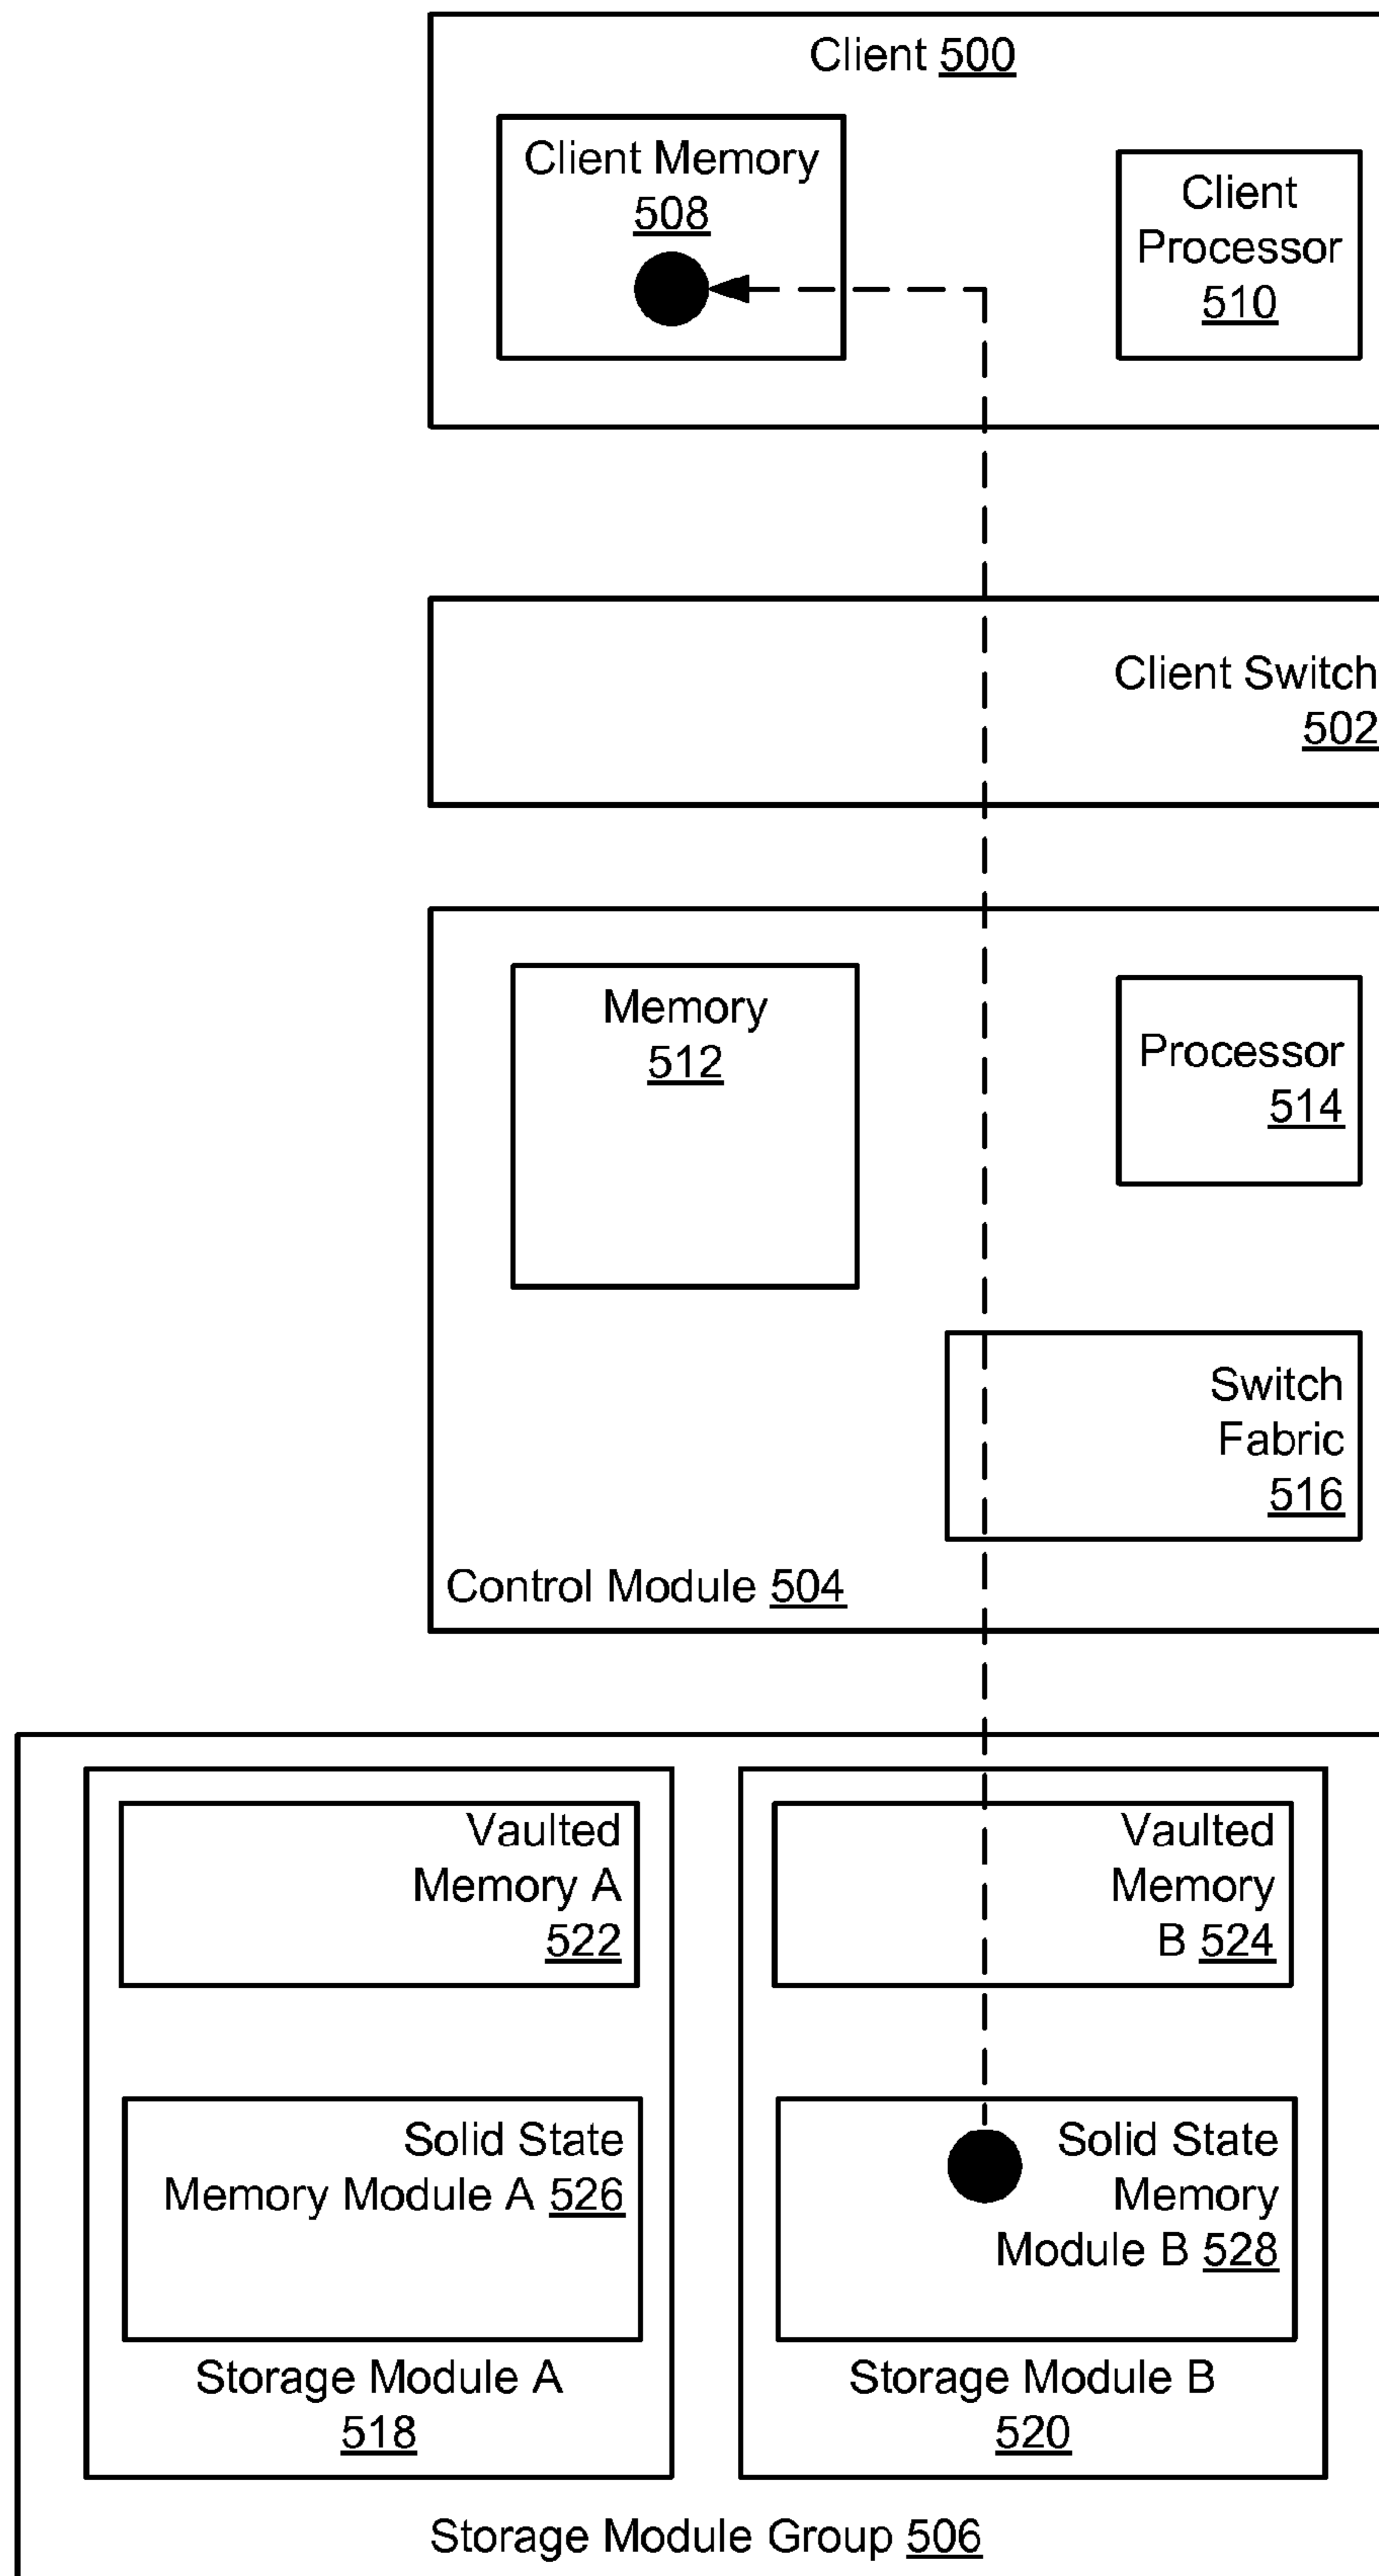 Client 500
Client Memory
508
Client
Processor
510
Client Switch
502
Memory
512
Processor
514
Switch
Fabric
516
Control Module 504
Vaulted
Memory A
522
Vaulted
Memory
B 524
Solid State
Memory Module A 526
Solid State
Memory
Module B 528
Storage Module A
518
Storage Module B
520
Storage Module Group 506